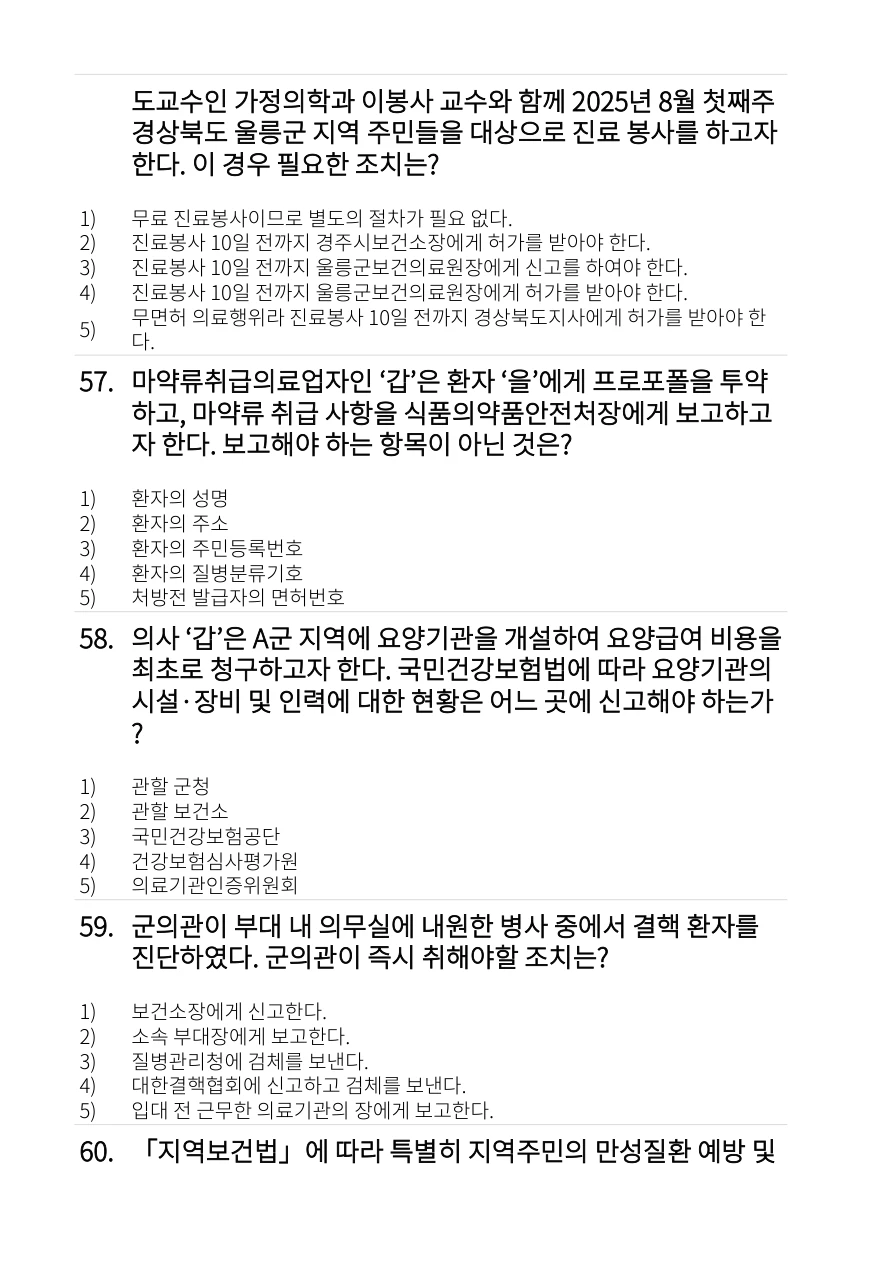 도교수인 가정의학과 이봉사 교수와 함께 2025년 8월 첫째주
경상북도 울릉군 지역 주민들을 대상으로 진료 봉사를 하고자
한다. 이 경우 필요한 조치는?
1) 무료 진료봉사이므로 별도의 절차가 필요 없다.
2) 진료봉사 10일 전까지 경주시보건소장에게 허가를 받아야 한다.
3) 진료봉사 10일 전까지 울릉군보건의료원장에게 신고를 하여야 한다.
4) 진료봉사 10일 전까지 울릉군보건의료원장에게 허가를 받아야 한다.
5) 무면허 의료행위라 진료봉사 10일 전까지 경상북도지사에게 허가를 받아야 한
다.
57. 마약류취급의료업자인 ‘갑’은 환자 ‘을’에게 프로포폴을 투약
하고, 마약류 취급 사항을 식품의약품안전처장에게 보고하고
자 한다. 보고해야 하는 항목이 아닌 것은?
1) 환자의 성명
2) 환자의 주소
3) 환자의 주민등록번호
4) 환자의 질병분류기호
5) 처방전 발급자의 면허번호
58. 의사 ‘갑’은 A군 지역에 요양기관을 개설하여 요양급여 비용을
최초로 청구하고자 한다. 국민건강보험법에 따라 요양기관의
시설·장비 및 인력에 대한 현황은 어느 곳에 신고해야 하는가
?
1) 관할 군청
2) 관할 보건소
3) 국민건강보험공단
4) 건강보험심사평가원
5) 의료기관인증위원회
59. 군의관이 부대 내 의무실에 내원한 병사 중에서 결핵 환자를
진단하였다. 군의관이 즉시 취해야할 조치는?
1) 보건소장에게 신고한다.
2) 소속 부대장에게 보고한다.
3) 질병관리청에 검체를 보낸다.
4) 대한결핵협회에 신고하고 검체를 보낸다.
5) 입대 전 근무한 의료기관의 장에게 보고한다.
60. 「지역보건법」에 따라 특별히 지역주민의 만성질환 예방 및